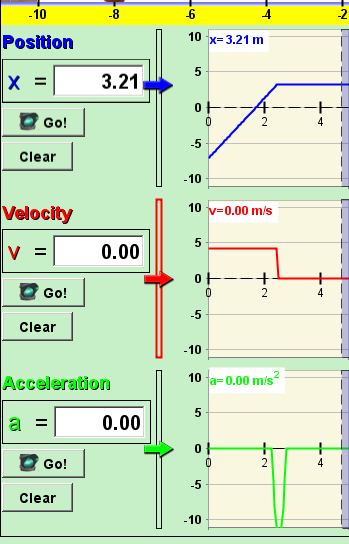 -10 -8 -6 -4 -2
Position
x = 3.21
Go!
Clear
x=3.21 m
10
5
0
-5
-10
0 2 4
Velocity
v = 0.00
Go!
Clear
v=0.00 m/s
10
5
0
-5
-10
0 2 4
Acceleration
a = 0.00
Go!
Clear
a=0.00 m/s²
10
5
0
-5
-10
0 2 4